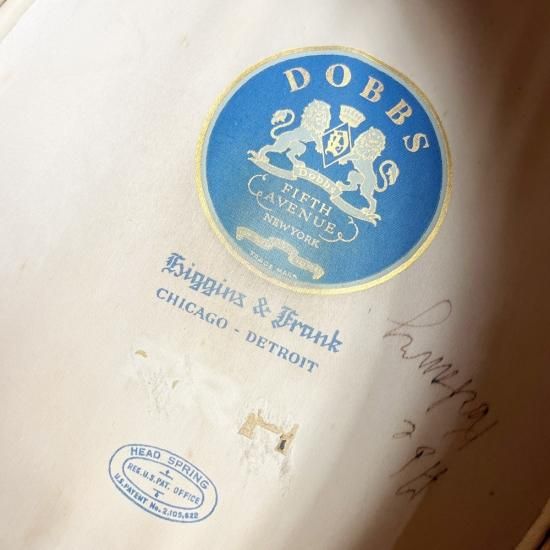 DOBBS
Dobbs
FIFTH
AVENUE
NEW YORK
TRADE MARK
Higgins & Frank
CHICAGO - DETROIT
HEAD SPRING
REG. U.S. PAT. OFFICE
U.S. PATENT No. 2,105,622